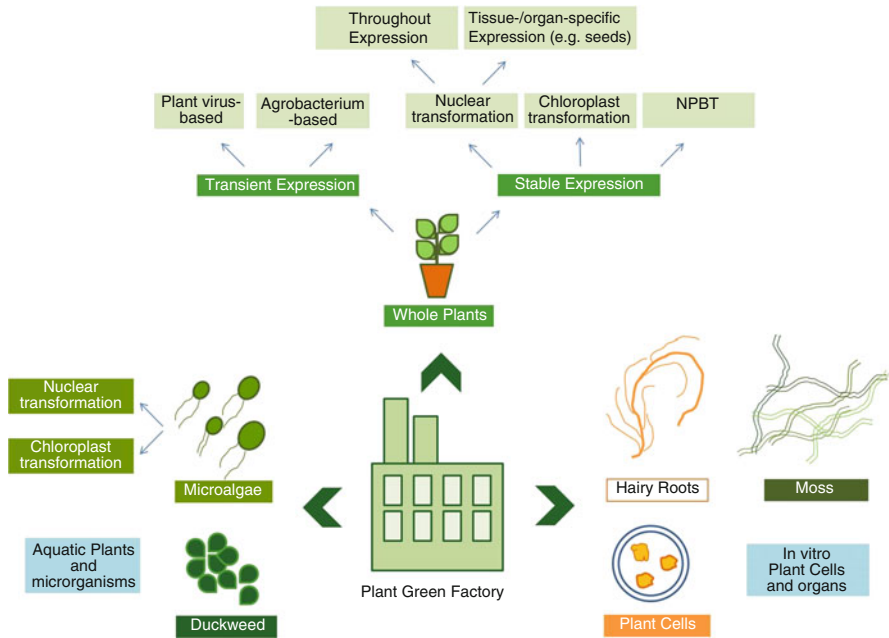 Throughout
Expression
Tissue-/organ-specific
Expression (e.g. seeds)
Plant virus-
based
Agrobacterium
-based
Nuclear
transformation
Chloroplast
transformation
NPBT
Transient Expression
Stable Expression
Whole Plants
Nuclear
transformation
Chloroplast
transformation
Microalgae
Hairy Roots
Moss
Aquatic Plants
and
microrganisms
Duckweed
Plant Green Factory
Plant Cells
In vitro
Plant Cells
and organs